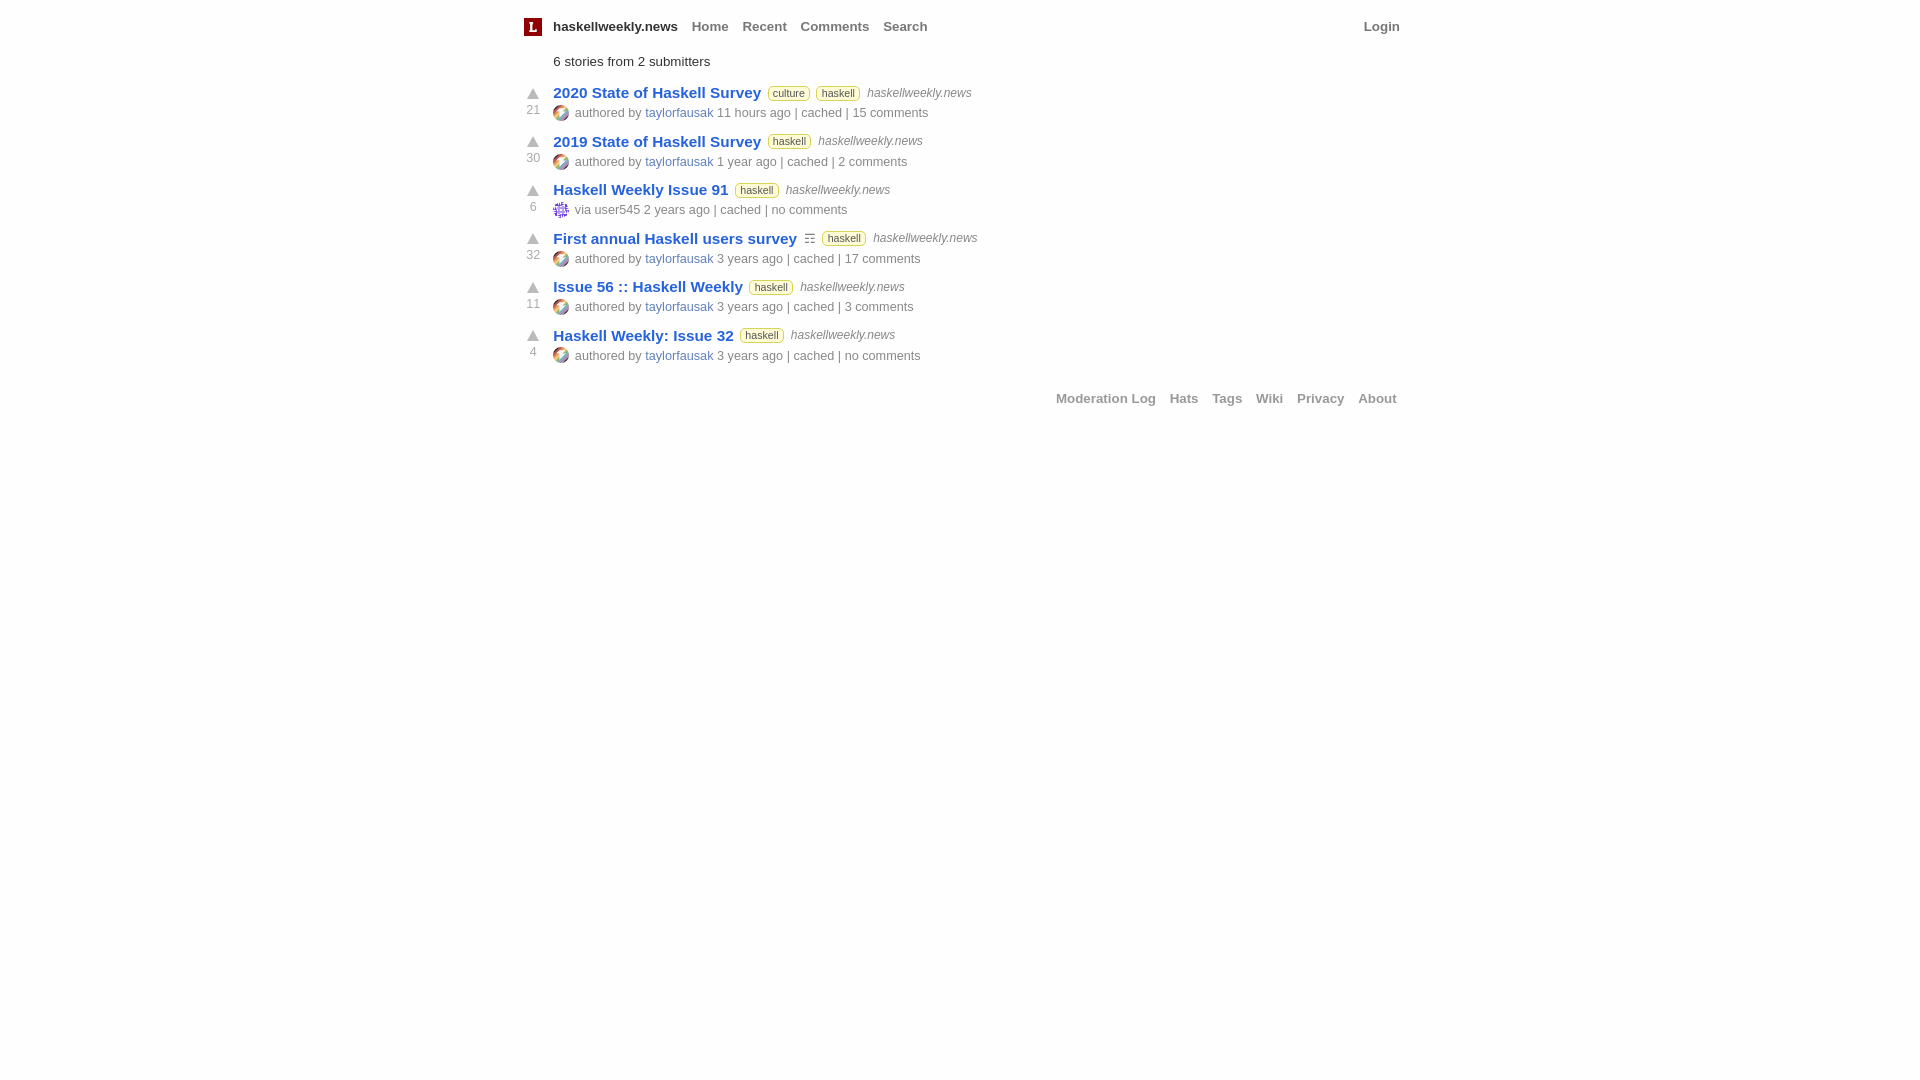 L haskellweekly.news Home Recent Comments Search Login
6 stories from 2 submitters
2020 State of Haskell Survey culture haskell haskellweekly.news
21 authored by taylorfausak 11 hours ago | cached | 15 comments
2019 State of Haskell Survey haskell haskellweekly.news
30 authored by taylorfausak 1 year ago | cached | 2 comments
Haskell Weekly Issue 91 haskell haskellweekly.news
6 via user545 2 years ago | cached | no comments
First annual Haskell users survey ☶ haskell haskellweekly.news
32 authored by taylorfausak 3 years ago | cached | 17 comments
Issue 56 :: Haskell Weekly haskell haskellweekly.news
11 authored by taylorfausak 3 years ago | cached | 3 comments
Haskell Weekly: Issue 32 haskell haskellweekly.news
4 authored by taylorfausak 3 years ago | cached | no comments
Moderation Log Hats Tags Wiki Privacy About